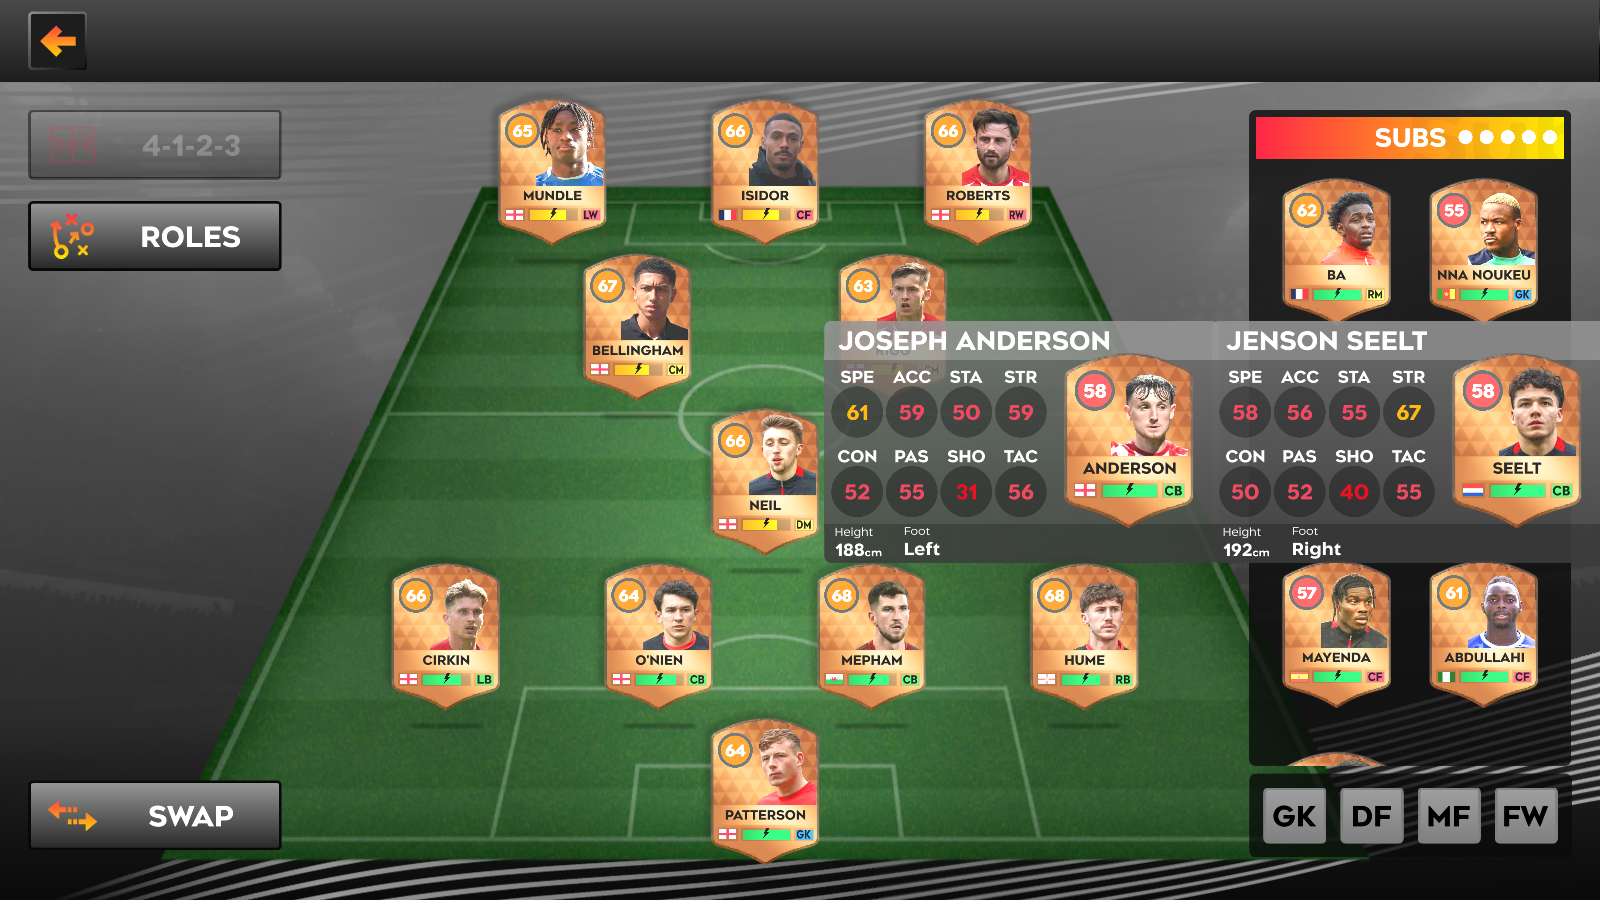 4-1-2-3
ROLES
SWAP
65
MUNDLE
LW
66
ISIDOR
CF
66
ROBERTS
RW
67
BELLINGHAM
CM
63
RIGG
CM
66
NEIL
DM
66
CIRKIN
LB
64
O'NIEN
CB
68
MEPHAM
CB
68
HUME
RB
64
PATTERSON
GK
JOSEPH ANDERSON
SPE ACC STA STR
61 59 50 59
CON PAS SHO TAC
52 55 31 56
Height Foot
188cm Left
58
ANDERSON
CB
JENSON SEELT
SPE ACC STA STR
58 56 55 67
CON PAS SHO TAC
50 52 40 55
Height Foot
192cm Right
58
SEELT
CB
SUBS
62
BA
RM
55
NNA NOUKEU
GK
57
MAYENDA
CF
61
ABDULLAHI
CF
GK DF MF FW